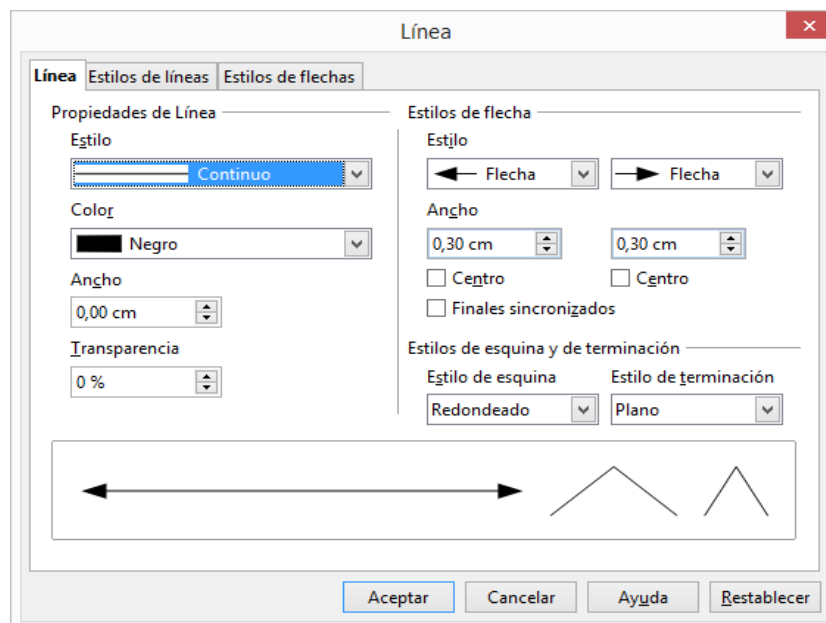 Línea
Línea Estilos de líneas Estilos de flechas
Propiedades de Línea
Estilo
Continuo
Color
Negro
Ancho
0,00 cm
Transparencia
0 %
Estilos de flecha
Estilo
Flecha Flecha
Ancho
0,30 cm 0,30 cm
Centro Centro
Finales sincronizados
Estilos de esquina y de terminación
Estilo de esquina Estilo de terminación
Redondeado Plano
Aceptar Cancelar Ayuda Restablecer